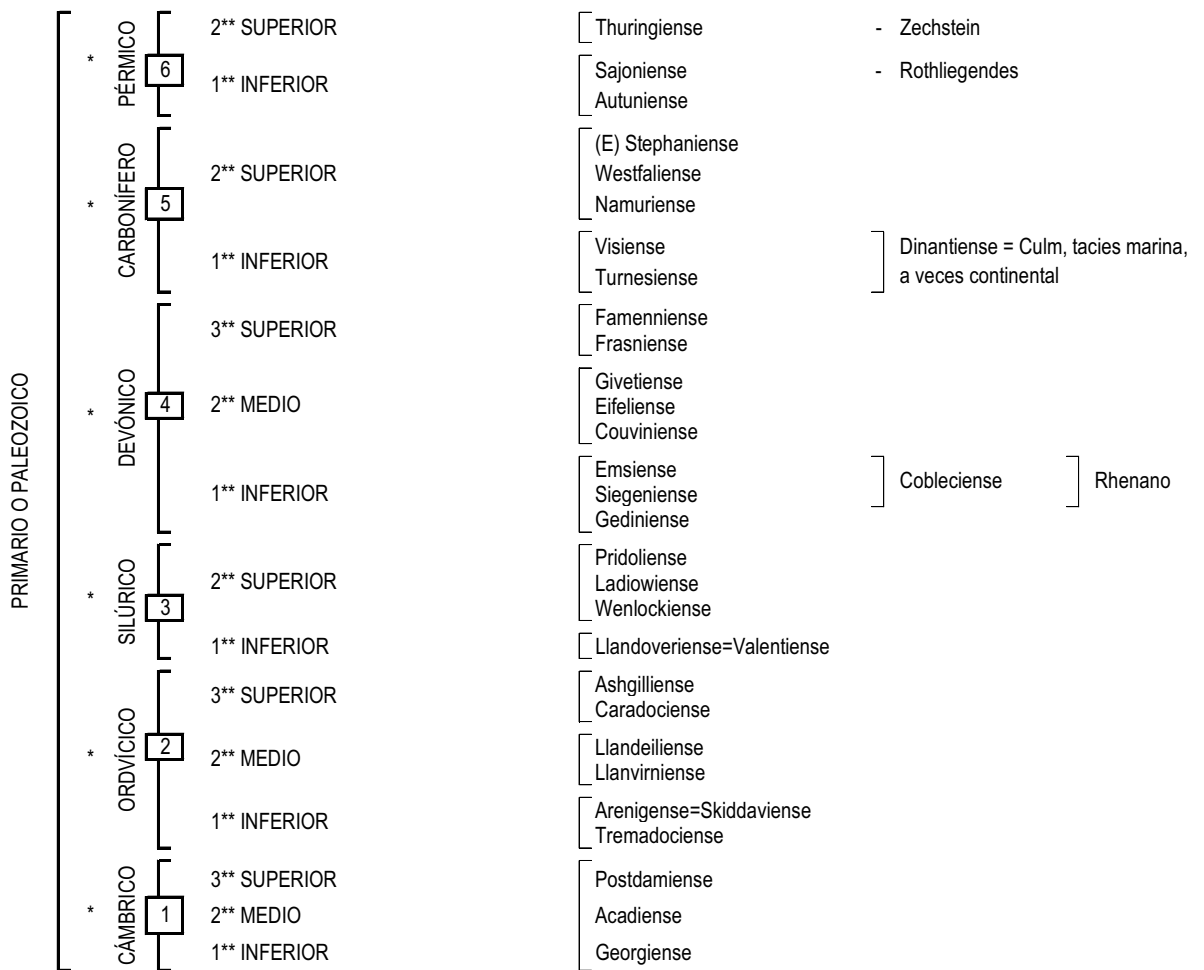 PRIMARIO O PALEOZOICO
* PÉRMICO 6
2** SUPERIOR
Thuringiense - Zechstein
1** INFERIOR
Sajoniense - Rothliegendes
Autuniense
* CARBONÍFERO 5
2** SUPERIOR
(E) Stephaniense
Westfaliense
Namuriense
1** INFERIOR
Visiense
Turnesiense
Dinantiense = Culm, tacies marina,
a veces continental
* DEVÓNICO 4
3** SUPERIOR
Famenniense
Frasniense
2** MEDIO
Givetiense
Eifeliense
Couviniense
1** INFERIOR
Emsiense
Siegeniense
Gediniense
Cobleciense
Rhenano
* SILÚRICO 3
2** SUPERIOR
Pridoliense
Ladiowiense
Wenlockiense
1** INFERIOR
Llandoveriense=Valentiense
* ORDVÍCICO 2
3** SUPERIOR
Ashgilliense
Caradociense
2** MEDIO
Llandeiliense
Llanvirniense
1** INFERIOR
Arenigense=Skiddaviense
Tremadociense
* CÁMBRICO 1
3** SUPERIOR
Postdamiense
2** MEDIO
Acadiense
1** INFERIOR
Georgiense